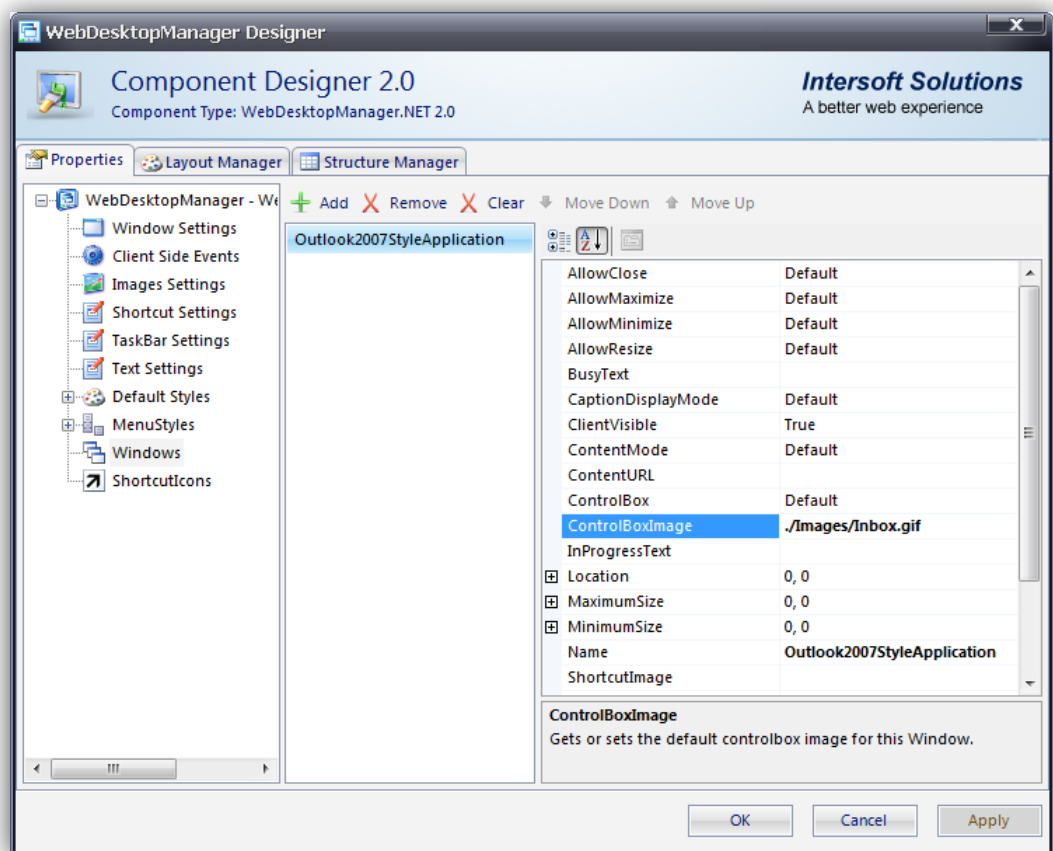 WebDesktopManager Designer
Component Designer 2.0
Component Type: WebDesktopManager.NET 2.0
Intersoft Solutions
A better web experience
Properties Layout Manager Structure Manager
WebDesktopManager - We
Window Settings
Client Side Events
Images Settings
Shortcut Settings
TaskBar Settings
Text Settings
Default Styles
MenuStyles
Windows
ShortcutIcons
Add Remove Clear Move Down Move Up
Outlook2007StyleApplication
AllowClose Default
AllowMaximize Default
AllowMinimize Default
AllowResize Default
BusyText
CaptionDisplayMode Default
ClientVisible True
ContentMode Default
ContentURL
ControlBox Default
ControlBoxImage ./Images/Inbox.gif
InProgressText
Location 0, 0
MaximumSize 0, 0
MinimumSize 0, 0
Name Outlook2007StyleApplication
ShortcutImage
ControlBoxImage
Gets or sets the default controlbox image for this Window.
OK Cancel Apply